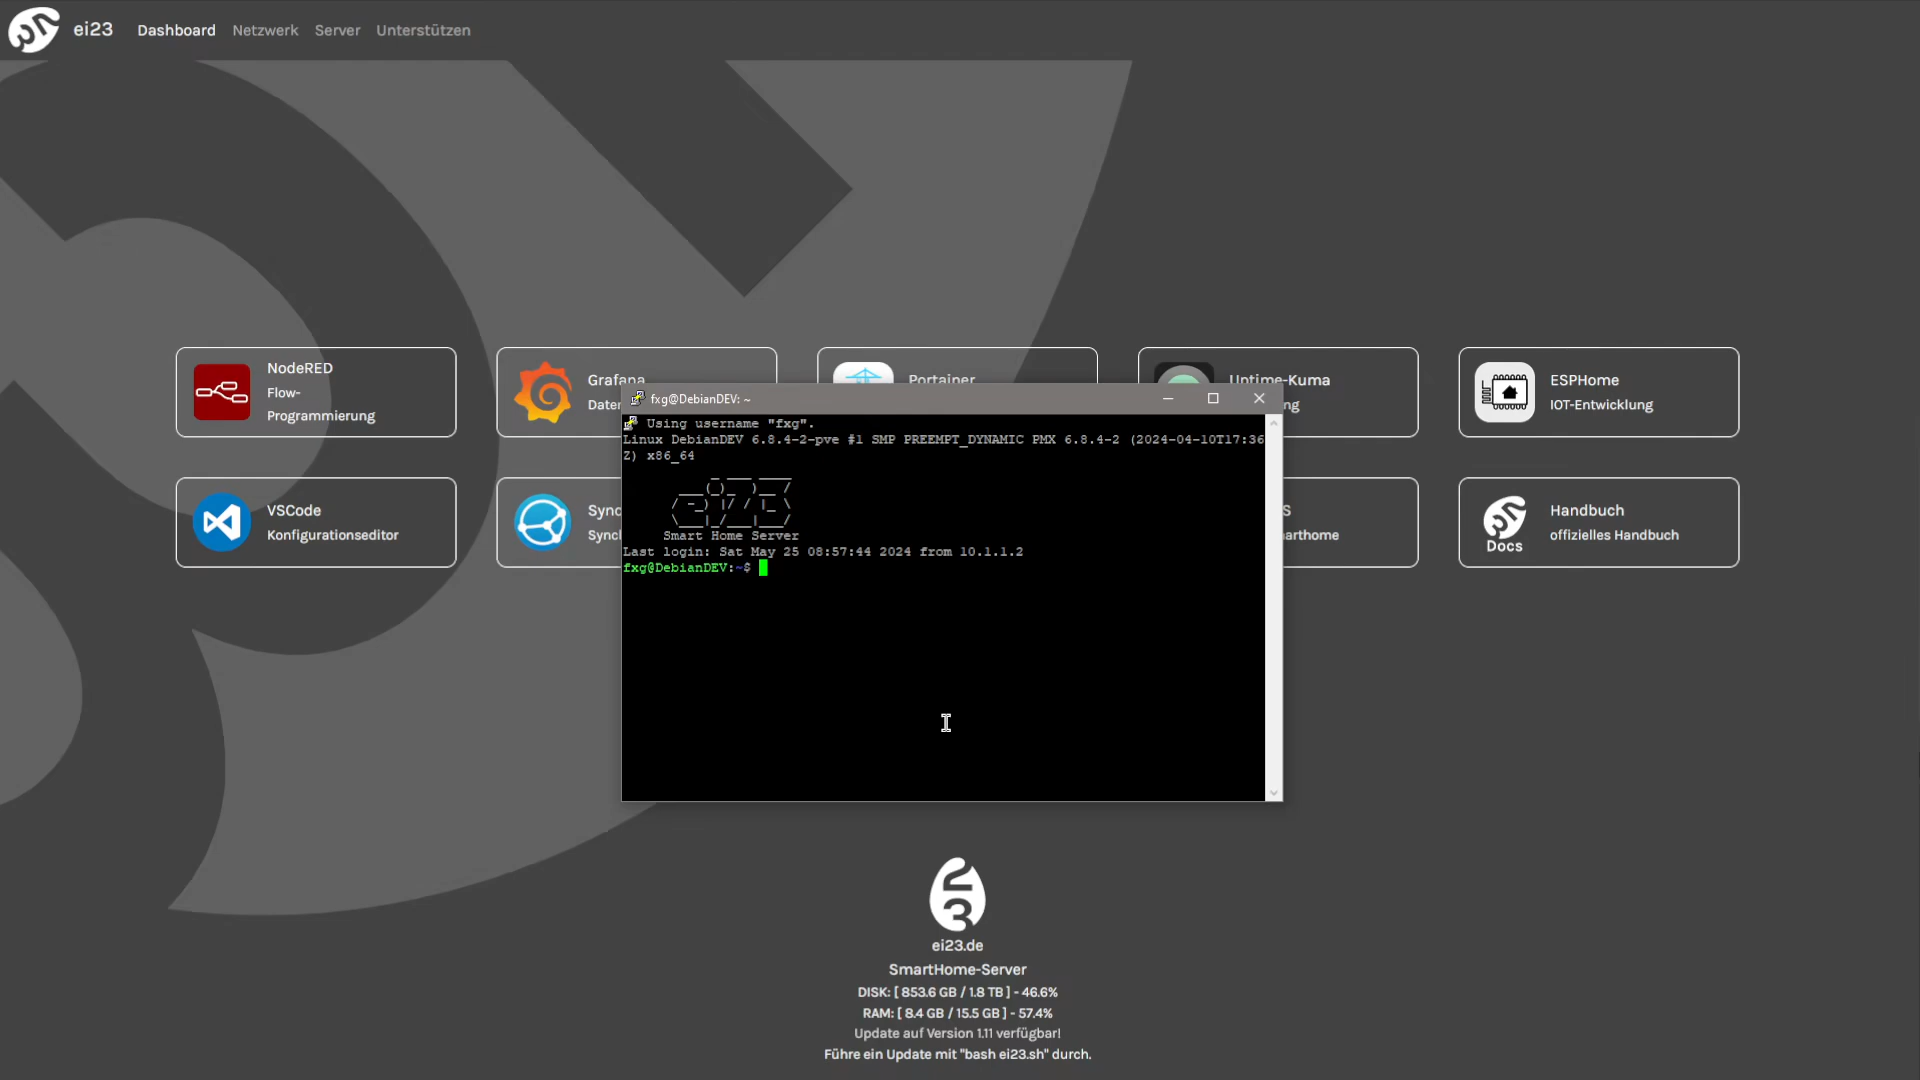 ei23
Dashboard
Netzwerk
Server
Unterstützen
NodeRED
Flow-
Programmierung
Grafana
Portainer
Uptime-Kuma
ESPHome
IOT-Entwicklung
fxg@DebianDEV: ~
Using username "fxg".
Linux DebianDEV 6.8.4-2-pve #1 SMP PREEMPT_DYNAMIC PMX 6.8.4-2 (2024-04-10T17:36
Z) x86_64
ei23
Smart Home Server
Last login: Sat May 25 08:57:44 2024 from 10.1.1.2
fxg@DebianDEV:~$
VSCode
Konfigurationseditor
Handbuch
offizielles Handbuch
Docs
23
ei23.de
SmartHome-Server
DISK: [ 853.6 GB / 1.8 TB ] - 46.6%
RAM: [ 8.4 GB / 15.5 GB ] - 57.4%
Update auf Version 1.11 verfügbar!
Führe ein Update mit "bash ei23.sh" durch.